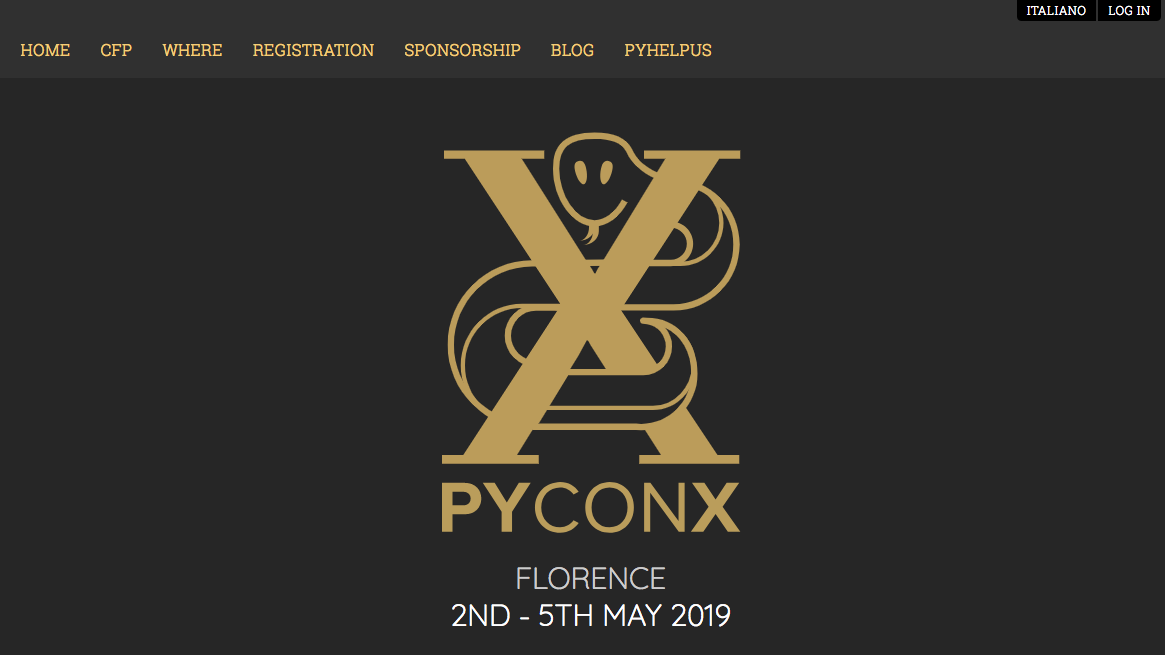 ITALIANO LOG IN
HOME CFP WHERE REGISTRATION SPONSORSHIP BLOG PYHELPUS
X
PYCONX
FLORENCE
2ND - 5TH MAY 2019